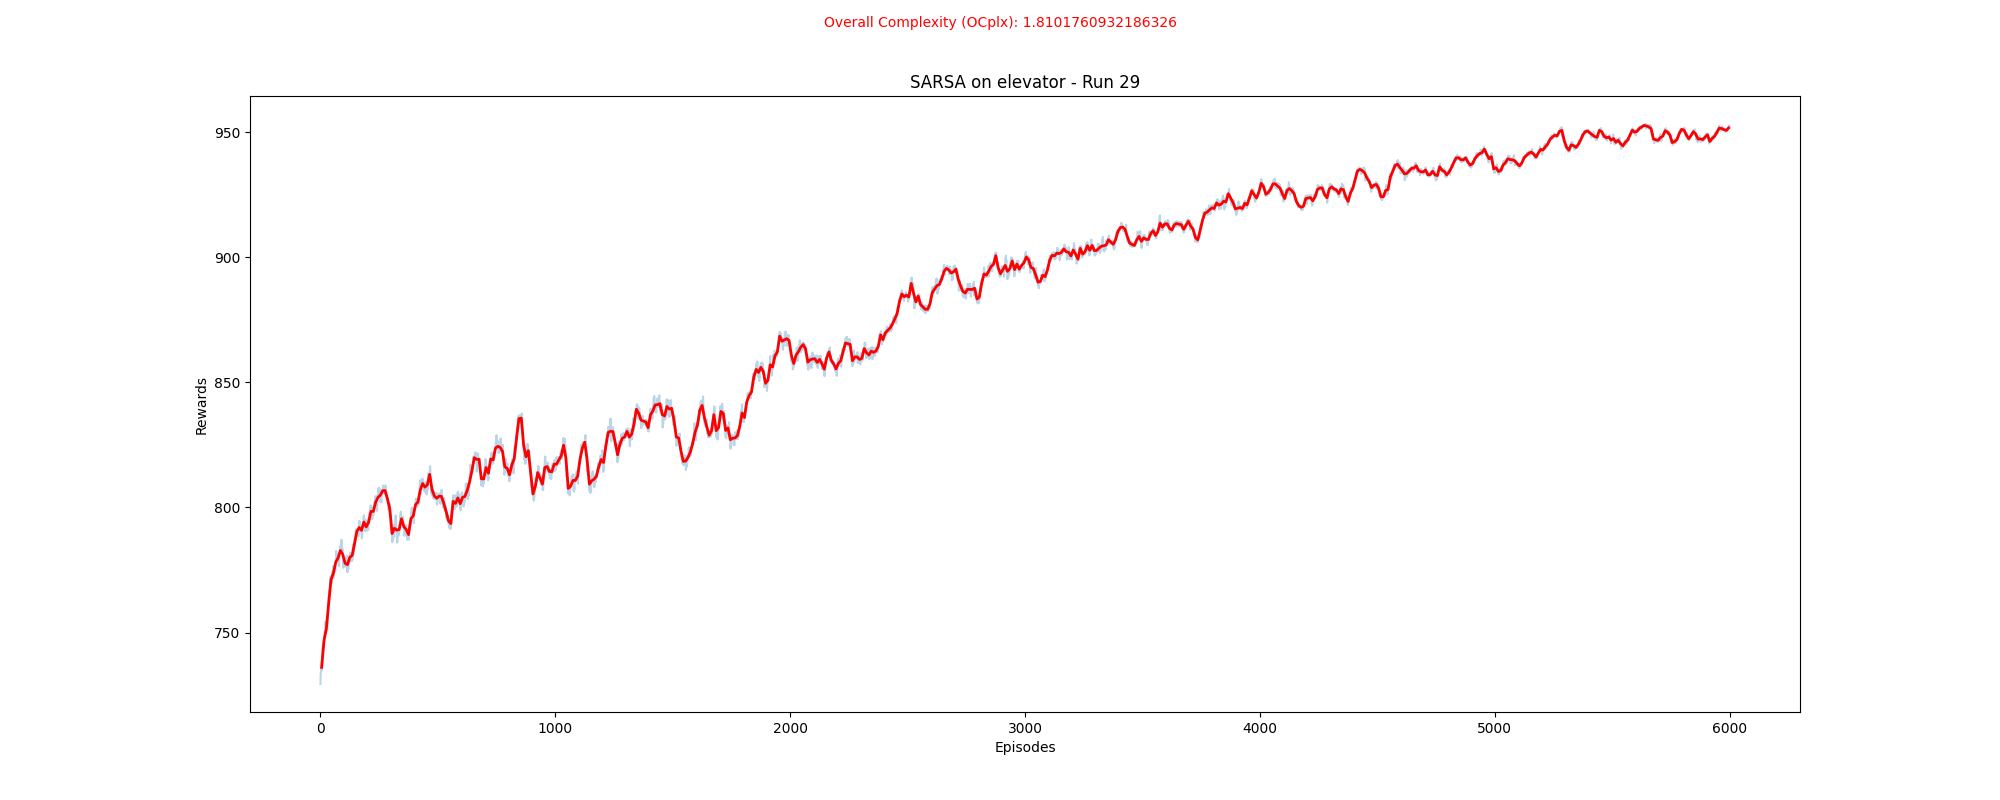 Overall Complexity (OCplx): 1.8101760932186326
SARSA on elevator - Run 29
950
900
850
800
750
Rewards
0 1000 2000 3000 4000 5000 6000
Episodes